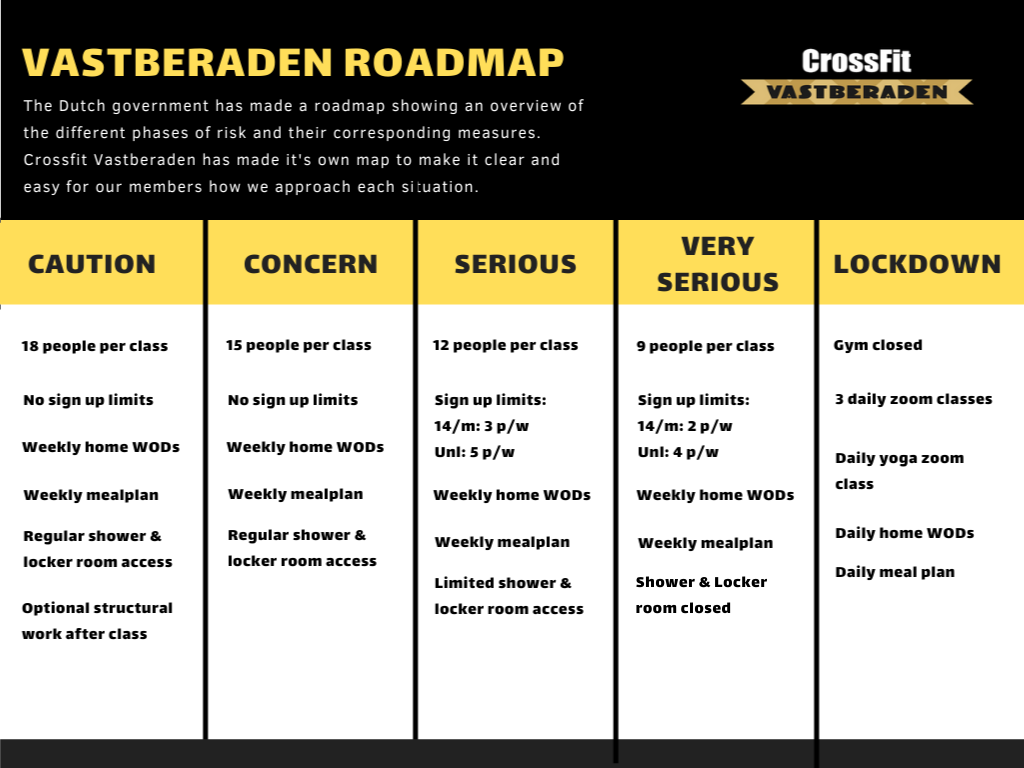 VASTBERADEN ROADMAP
The Dutch government has made a roadmap showing an overview of
the different phases of risk and their corresponding measures.
Crossfit Vastberaden has made it's own map to make it clear and
easy for our members how we approach each situation.
CrossFit
VASTBERADEN
CAUTION
18 people per class
No sign up limits
Weekly home WODs
Weekly mealplan
Regular shower &
locker room access
Optional structural
work after class
CONCERN
15 people per class
No sign up limits
Weekly home WODs
Weekly mealplan
Regular shower &
locker room access
SERIOUS
12 people per class
Sign up limits:
14/m: 3 p/w
Unl: 5 p/w
Weekly home WODs
Weekly mealplan
Limited shower &
locker room access
VERY
SERIOUS
9 people per class
Sign up limits:
14/m: 2 p/w
Unl: 4 p/w
Weekly home WODs
Weekly mealplan
Shower & Locker
room closed
LOCKDOWN
Gym closed
3 daily zoom classes
Daily yoga zoom
class
Daily home WODs
Daily meal plan